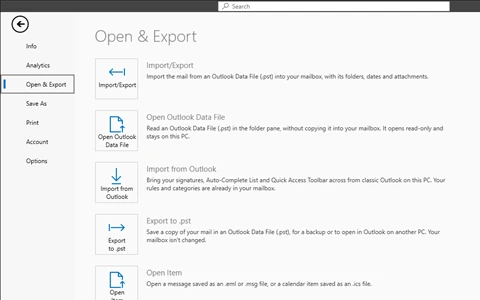 Search
Open & Export
Info
Analytics
Open & Export
Save As
Print
Account
Options
Import/Export
Import/Export
Import the mail from an Outlook Data File (.pst) into your mailbox, with its folders, dates and attachments.
Open Outlook
Data File
Open Outlook Data File
Read an Outlook Data File (.pst) in the folder pane, without copying it into your mailbox. It opens read-only and
stays on this PC.
Import from
Outlook
Import from Outlook
Bring your signatures, Auto-Complete List and Quick Access Toolbar across from classic Outlook on this PC. Your
rules and categories are already in your mailbox.
Export
to .pst
Export to .pst
Save a copy of your mail in an Outlook Data File (.pst), for a backup or to open in Outlook on another PC. Your
mailbox isn't changed.
Open
Item
Open Item
Open a message saved as an .eml or .msg file, or a calendar item saved as an .ics file.